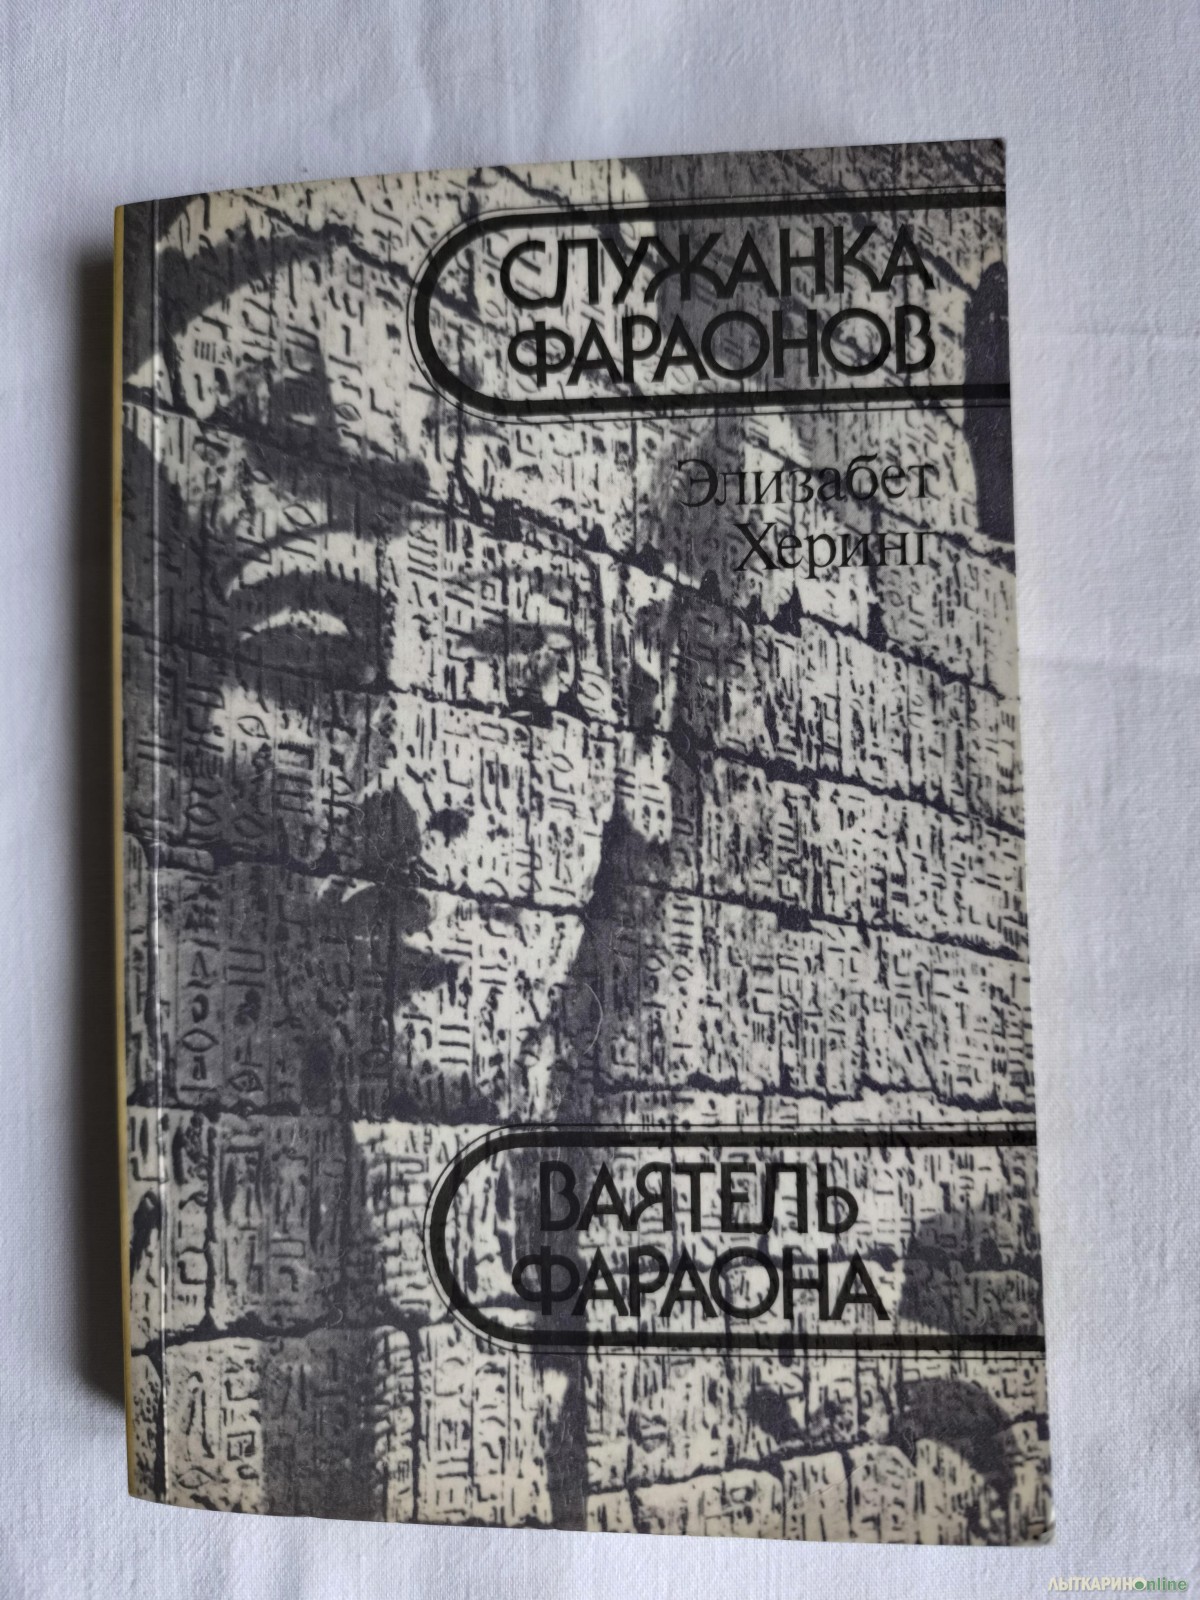 СЛУЖАНКА
ФАРАОНОВ
Элизабет
Херинг
ВАЯТЕЛЬ
ФАРАОНА
ЛЫТКАРИНОonline